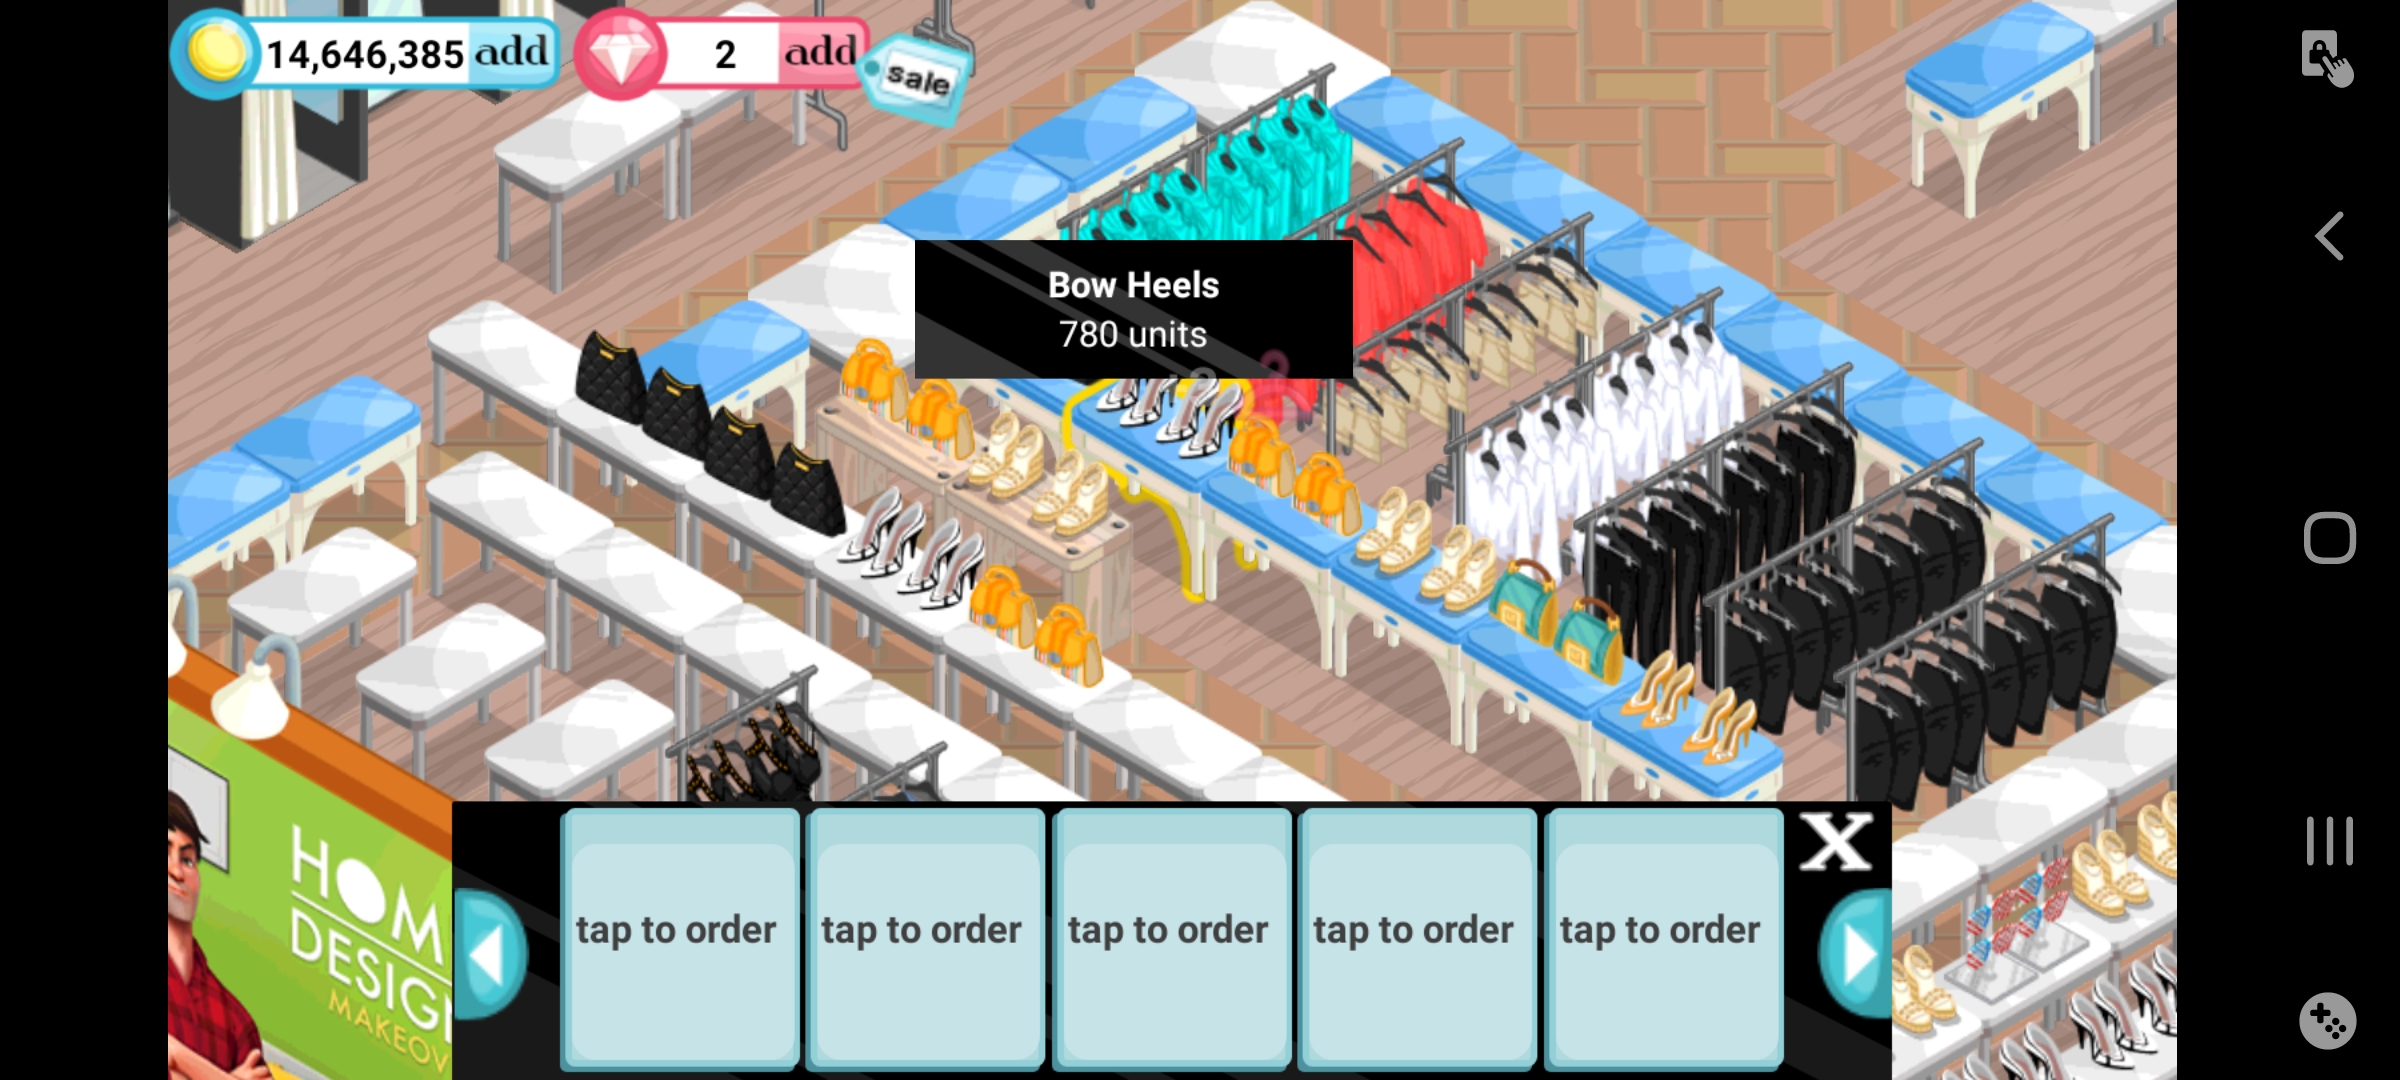 14,646,385 add
2 add
sale
Bow Heels
780 units
HOM
DESIG
MAKEOV
X
tap to order
tap to order
tap to order
tap to order
tap to order